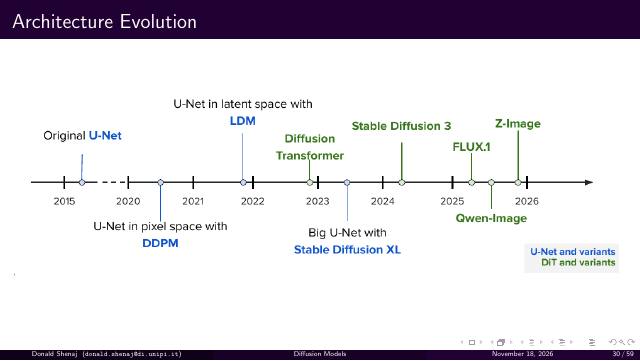 Architecture Evolution
U-Net in latent space with
LDM
Original U-Net
Diffusion
Transformer
Stable Diffusion 3
FLUX.1
Z-Image
2015
2020
2021
2022
2023
2024
2025
2026
U-Net in pixel space with
DDPM
Big U-Net with
Stable Diffusion XL
Qwen-Image
U-Net and variants
DiT and variants
Donald Shenaj (donald.shenaj@di.unipi.it)
Diffusion Models
November 18, 2026
30 / 59